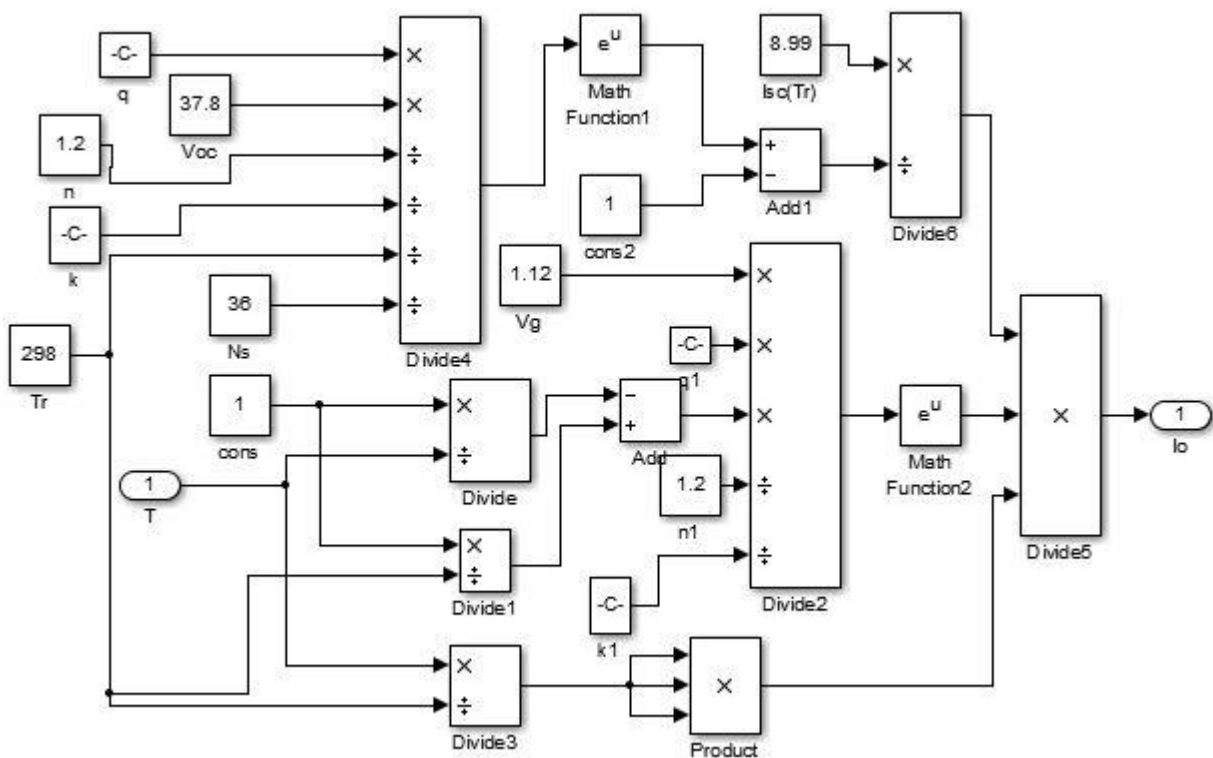 -C-
q
37.8
Voc
1.2
n
-C-
k
36
Ns
298
Tr
×
×
÷
÷
÷
÷
Divide4
e^u
Math
Function1
8.99
Isc(Tr)
×
÷
Divide6
+
−
Add1
1
cons2
1.12
Vg
-C-
q1
1
cons
×
÷
Divide
−
+
Add
1.2
n1
×
×
×
÷
÷
Divide2
e^u
Math
Function2
×
Divide5
1
Io
1
T
×
÷
Divide1
-C-
k1
×
÷
Divide3
×
Product